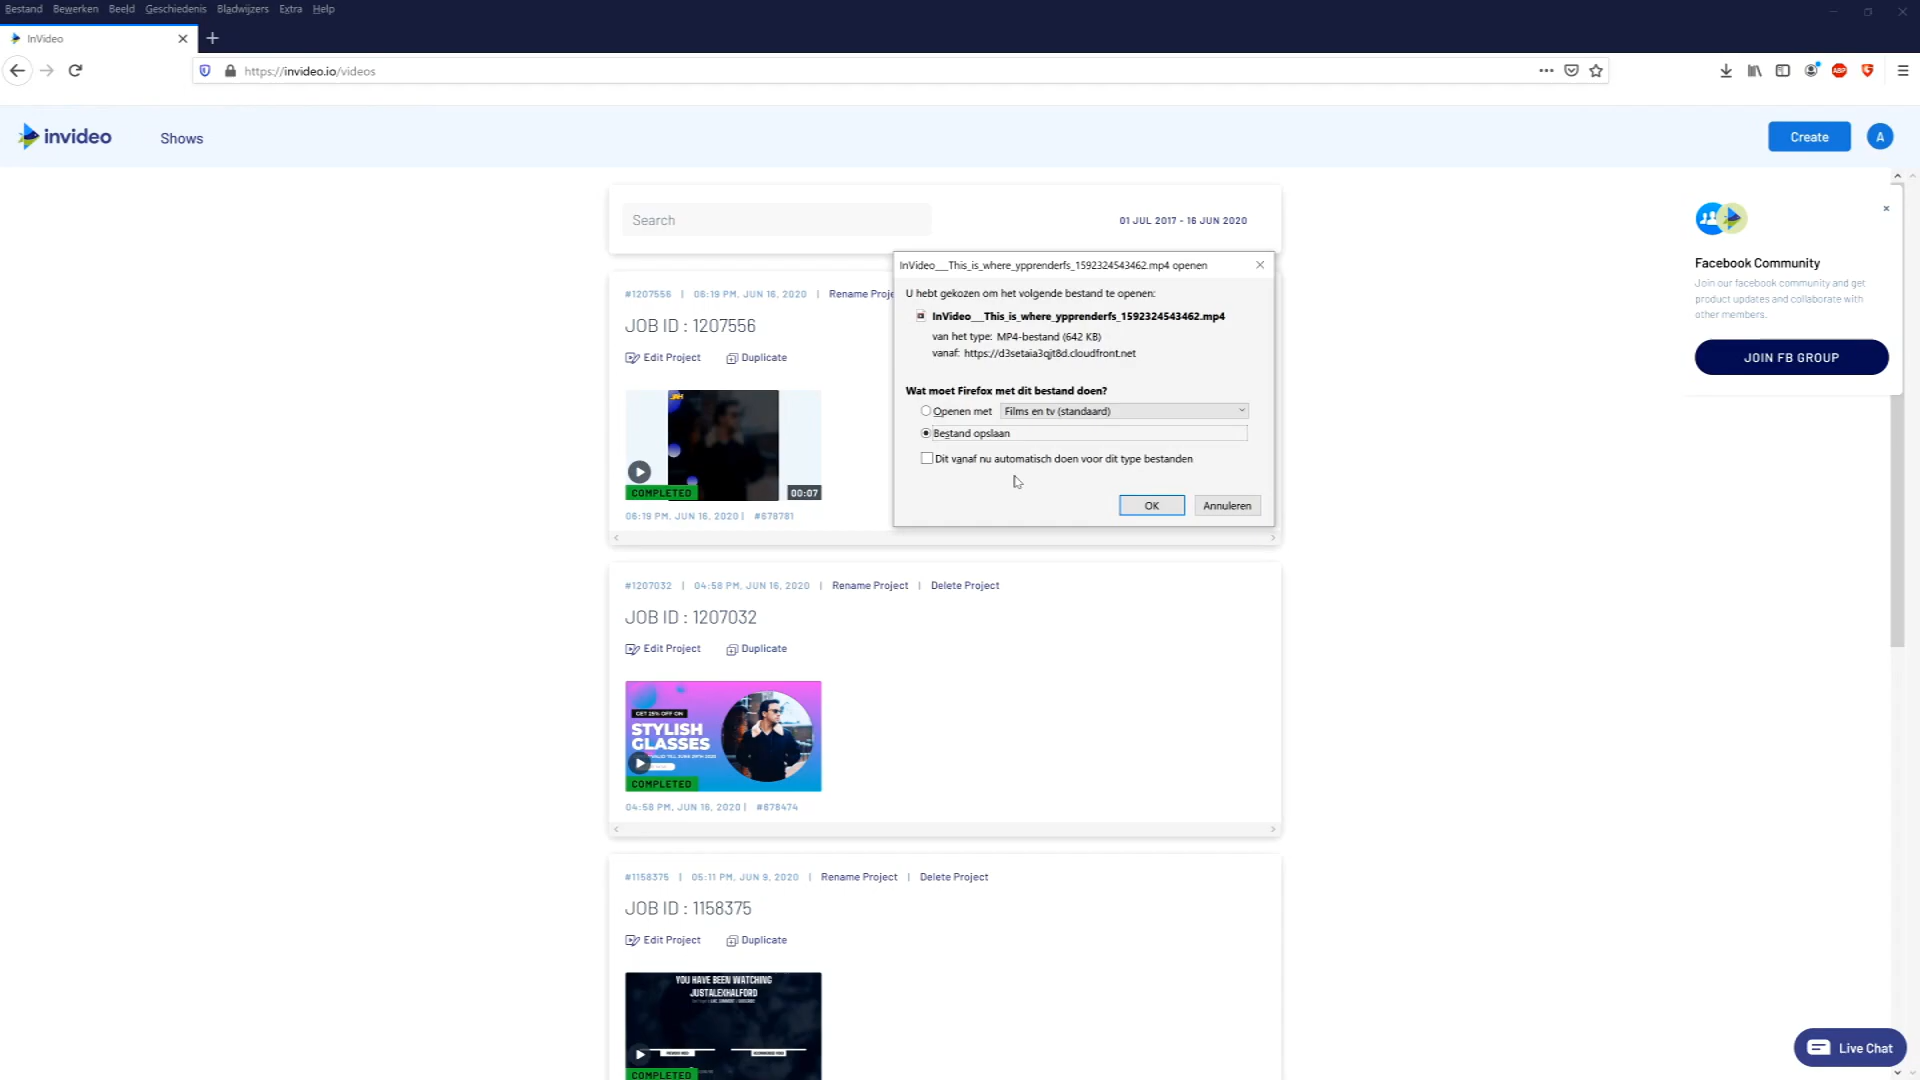 Bestand Bewerken Beeld Geschiedenis Bladwijzers Extra Help
InVideo
https://invideo.io/videos
ABP
invideo
Shows
Create
A
Search
01 JUL 2017 - 16 JUN 2020
Facebook Community
Join our facebook community and get
product updates and collaborate with
other members.
JOIN FB GROUP
InVideo___This_is_where_ypprenderfs_1592324543462.mp4 openen
U hebt gekozen om het volgende bestand te openen:
InVideo___This_is_where_ypprenderfs_1592324543462.mp4
van het type: MP4-bestand (642 KB)
vanaf: https://d3setaia3qjt8d.cloudfront.net
Wat moet Firefox met dit bestand doen?
Openen met Films en tv (standaard)
Bestand opslaan
Dit vanaf nu automatisch doen voor dit type bestanden
OK Annuleren
#1207556 | 06:19 PM, JUN 16, 2020 | Rename Proje
JOB ID : 1207556
Edit Project Duplicate
COMPLETED 00:07
06:19 PM, JUN 16, 2020 | #678781
#1207032 | 04:58 PM, JUN 16, 2020 | Rename Project | Delete Project
JOB ID : 1207032
Edit Project Duplicate
GET 25% OFF ON
STYLISH
GLASSES
COMPLETED
04:58 PM, JUN 16, 2020 | #678474
#1158375 | 05:11 PM, JUN 9, 2020 | Rename Project | Delete Project
JOB ID : 1158375
Edit Project Duplicate
YOU HAVE BEEN WATCHING
JUSTALEXHALFORD
COMPLETED
Live Chat